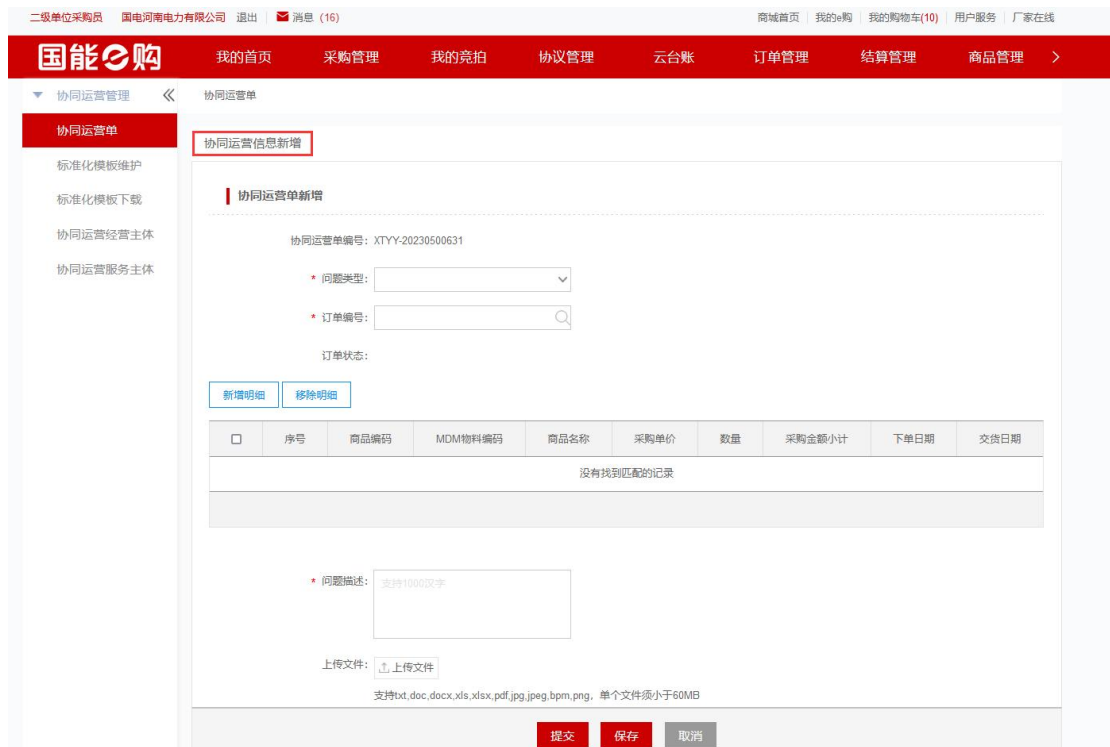 二级单位采购员 国电河南电力有限公司 退出 消息 (16) 商城首页 我的e购 我的购物车(10) 用户服务 厂家在线
国能e购 我的首页 采购管理 我的竞拍 协议管理 云台账 订单管理 结算管理 商品管理
协同运营管理
协同运营单
标准化模板维护
标准化模板下载
协同运营经营主体
协同运营服务主体
协同运营单
协同运营信息新增
协同运营单新增
协同运营单编号: XTYY-20230500631
* 问题类型:
* 订单编号:
订单状态:
新增明细 移除明细
序号 商品编码 MDM物料编码 商品名称 采购单价 数量 采购金额小计 下单日期 交货日期
没有找到匹配的记录
* 问题描述: 支持1000汉字
上传文件: 上传文件
支持txt,doc,docx,xls,xlsx,pdf,jpg,jpeg,bpm,png, 单个文件须小于60MB
提交 保存 取消